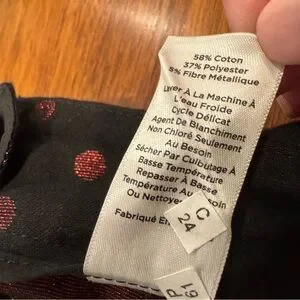 58% Coton
37% Polyester
5% Fibre Métallique
Laver À La Machine À
L'eau Froide
Cycle Délicat
Agent De Blanchiment
Non Chloré Seulement
Au Besoin
Sécher Par Culbutage À
Basse Température
Repasser À Basse
Température Au Besoin
Ou Nettoyer
Fabriqué En
C
24